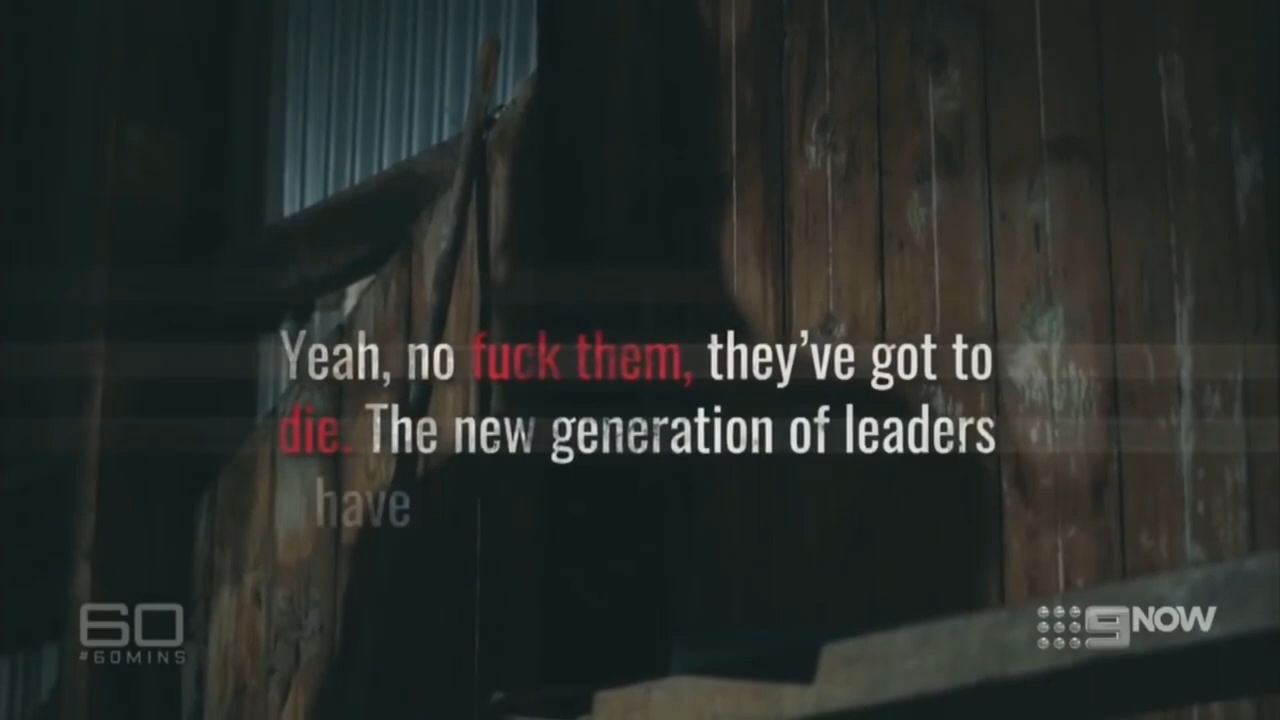 Yeah, no fuck them, they've got to
die. The new generation of leaders
have
60
#60MINS
9NOW